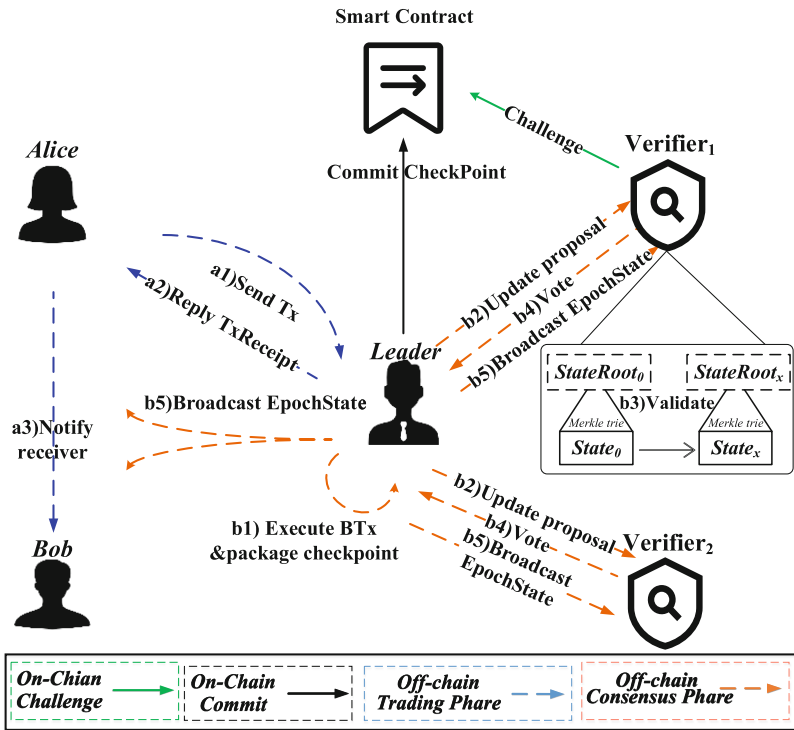 Smart Contract
Alice
Challenge
Verifier1
Commit CheckPoint
a1)Send Tx
a2)Reply TxReceipt
b2)Update proposal
b4)Vote
b5)Broadcast EpochState
Leader
StateRoot0
StateRootx
b3)Validate
Merkle trie
Merkle trie
State0
Statex
b5)Broadcast EpochState
a3)Notify
receiver
b1) Execute BTx
&package checkpoint
b2)Update proposal
b4)Vote
b5)Broadcast
EpochState
Verifier2
Bob
On-Chian
Challenge
On-Chain
Commit
Off-chain
Trading Phare
Off-chain
Consensus Phare